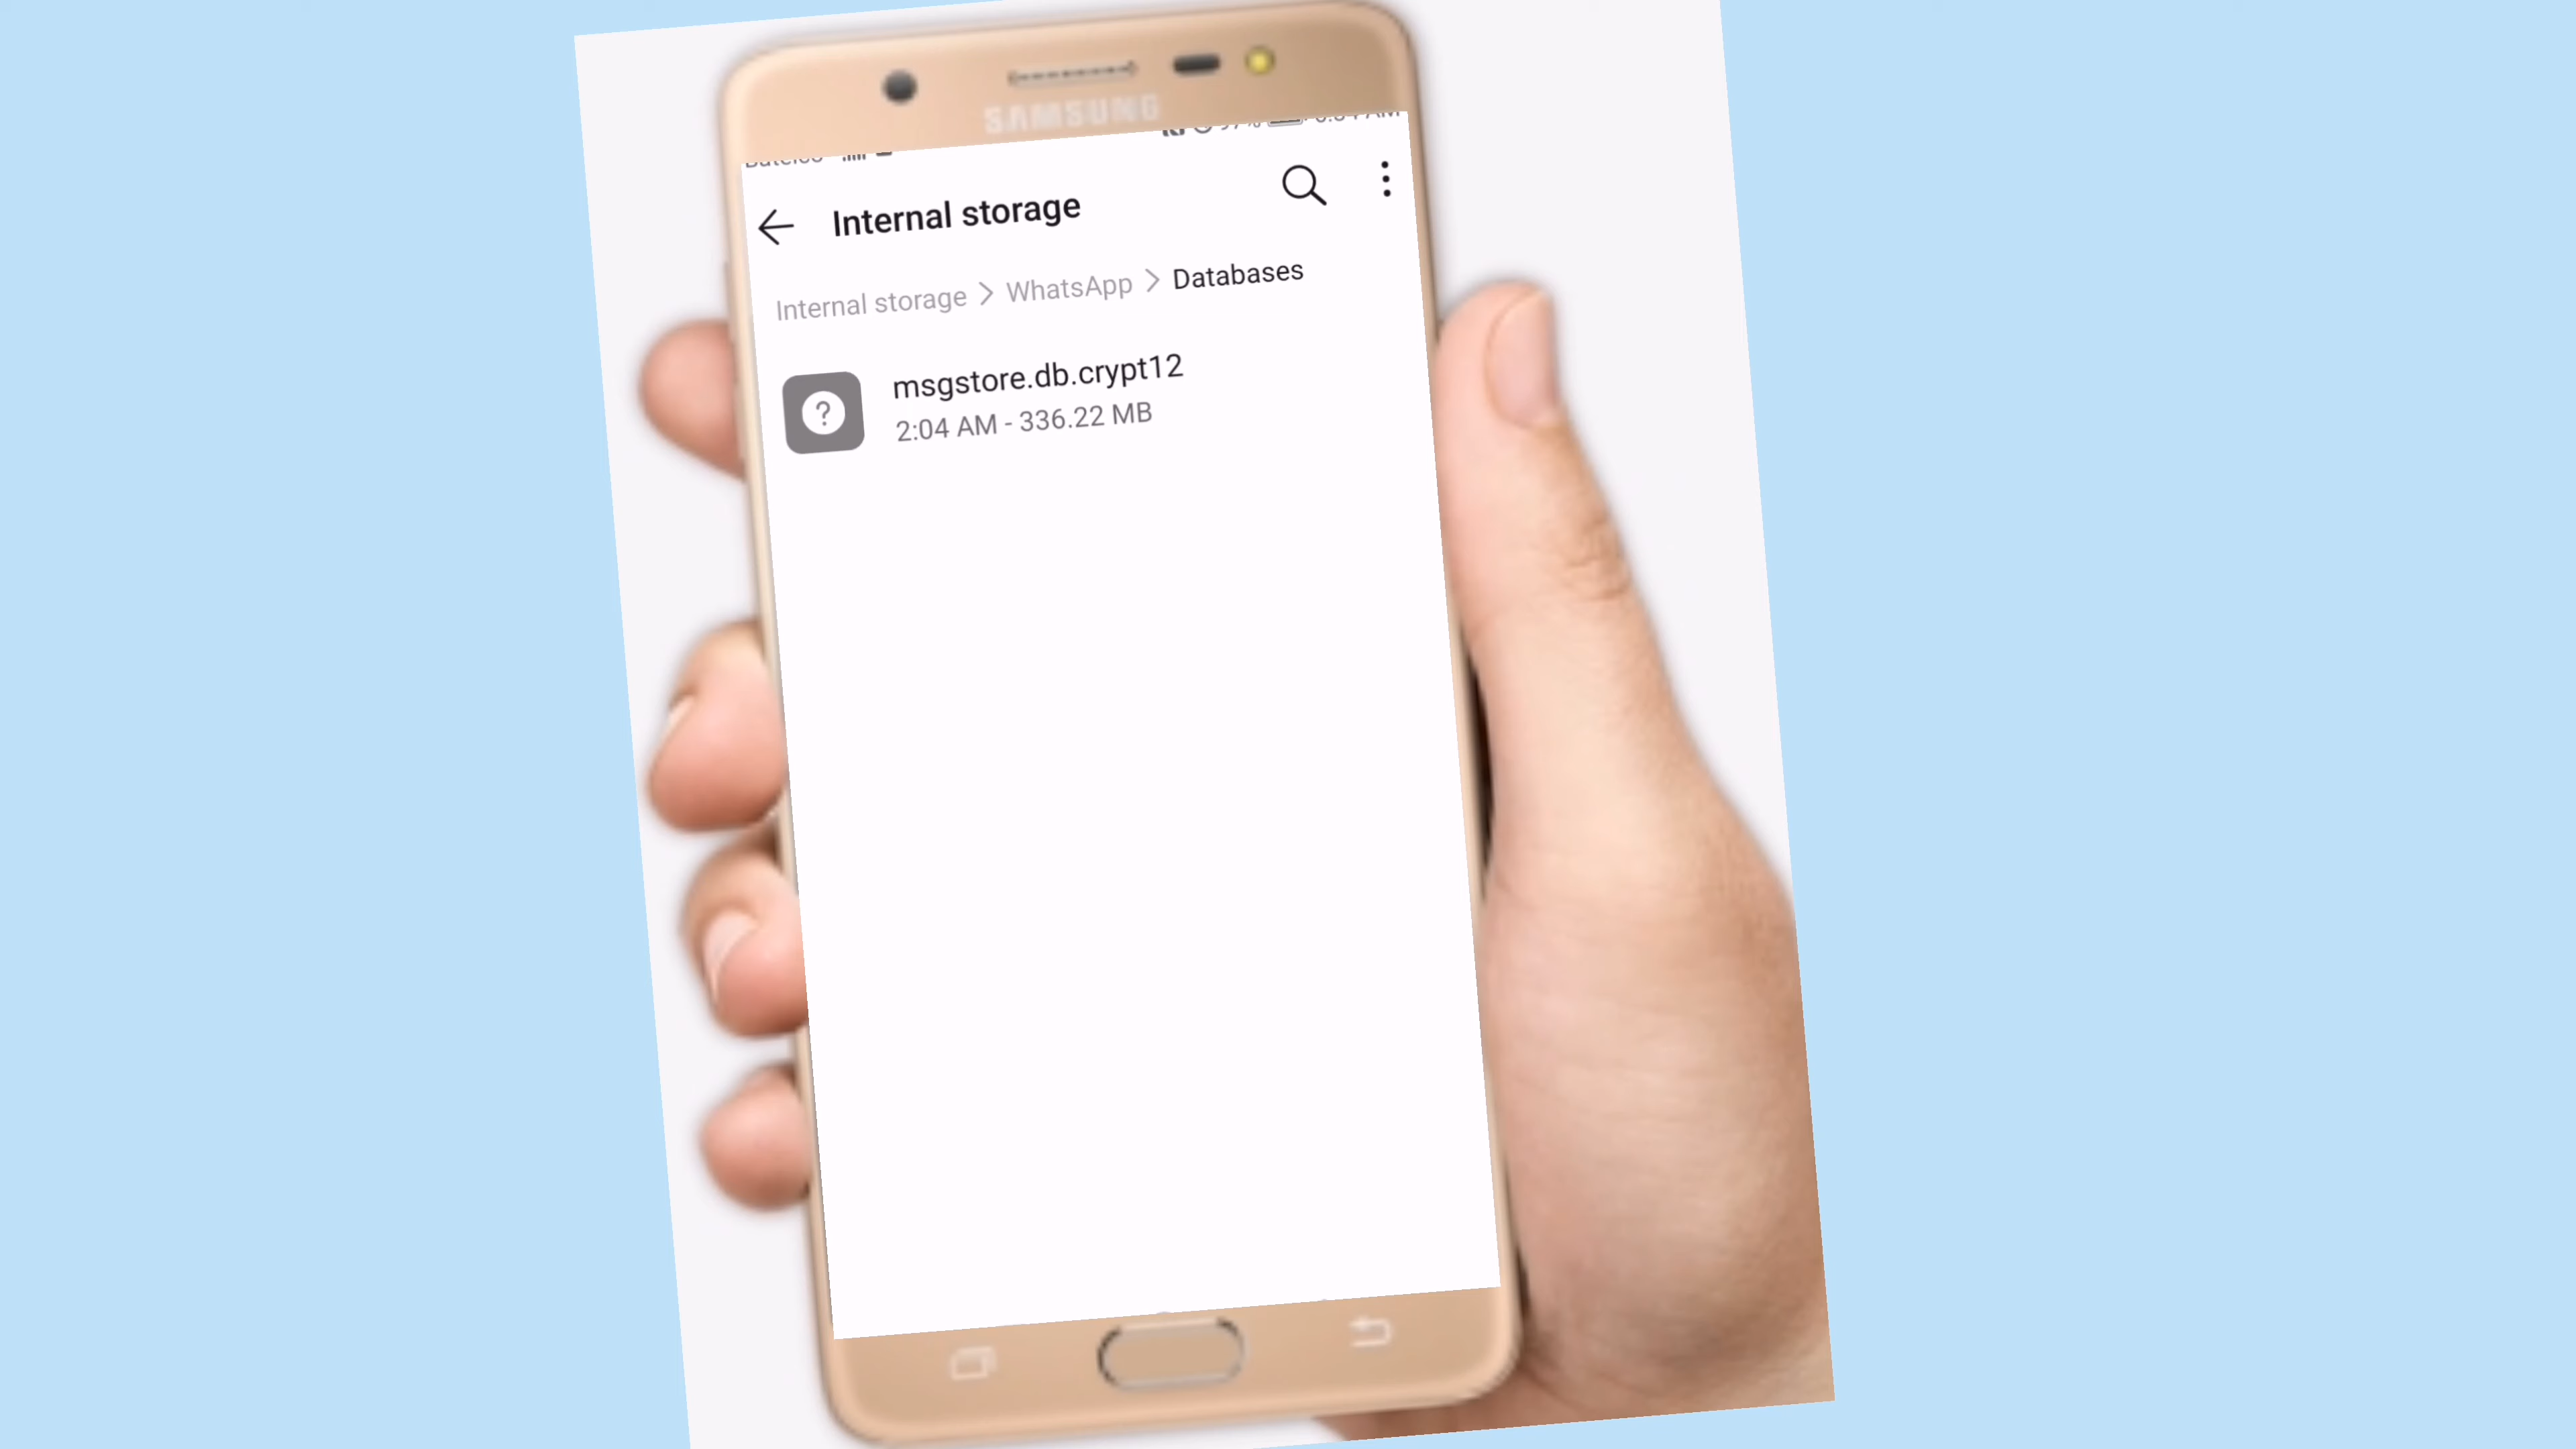 SAMSUNG
Internal storage
Internal storage > WhatsApp > Databases
msgstore.db.crypt12
2:04 AM - 336.22 MB